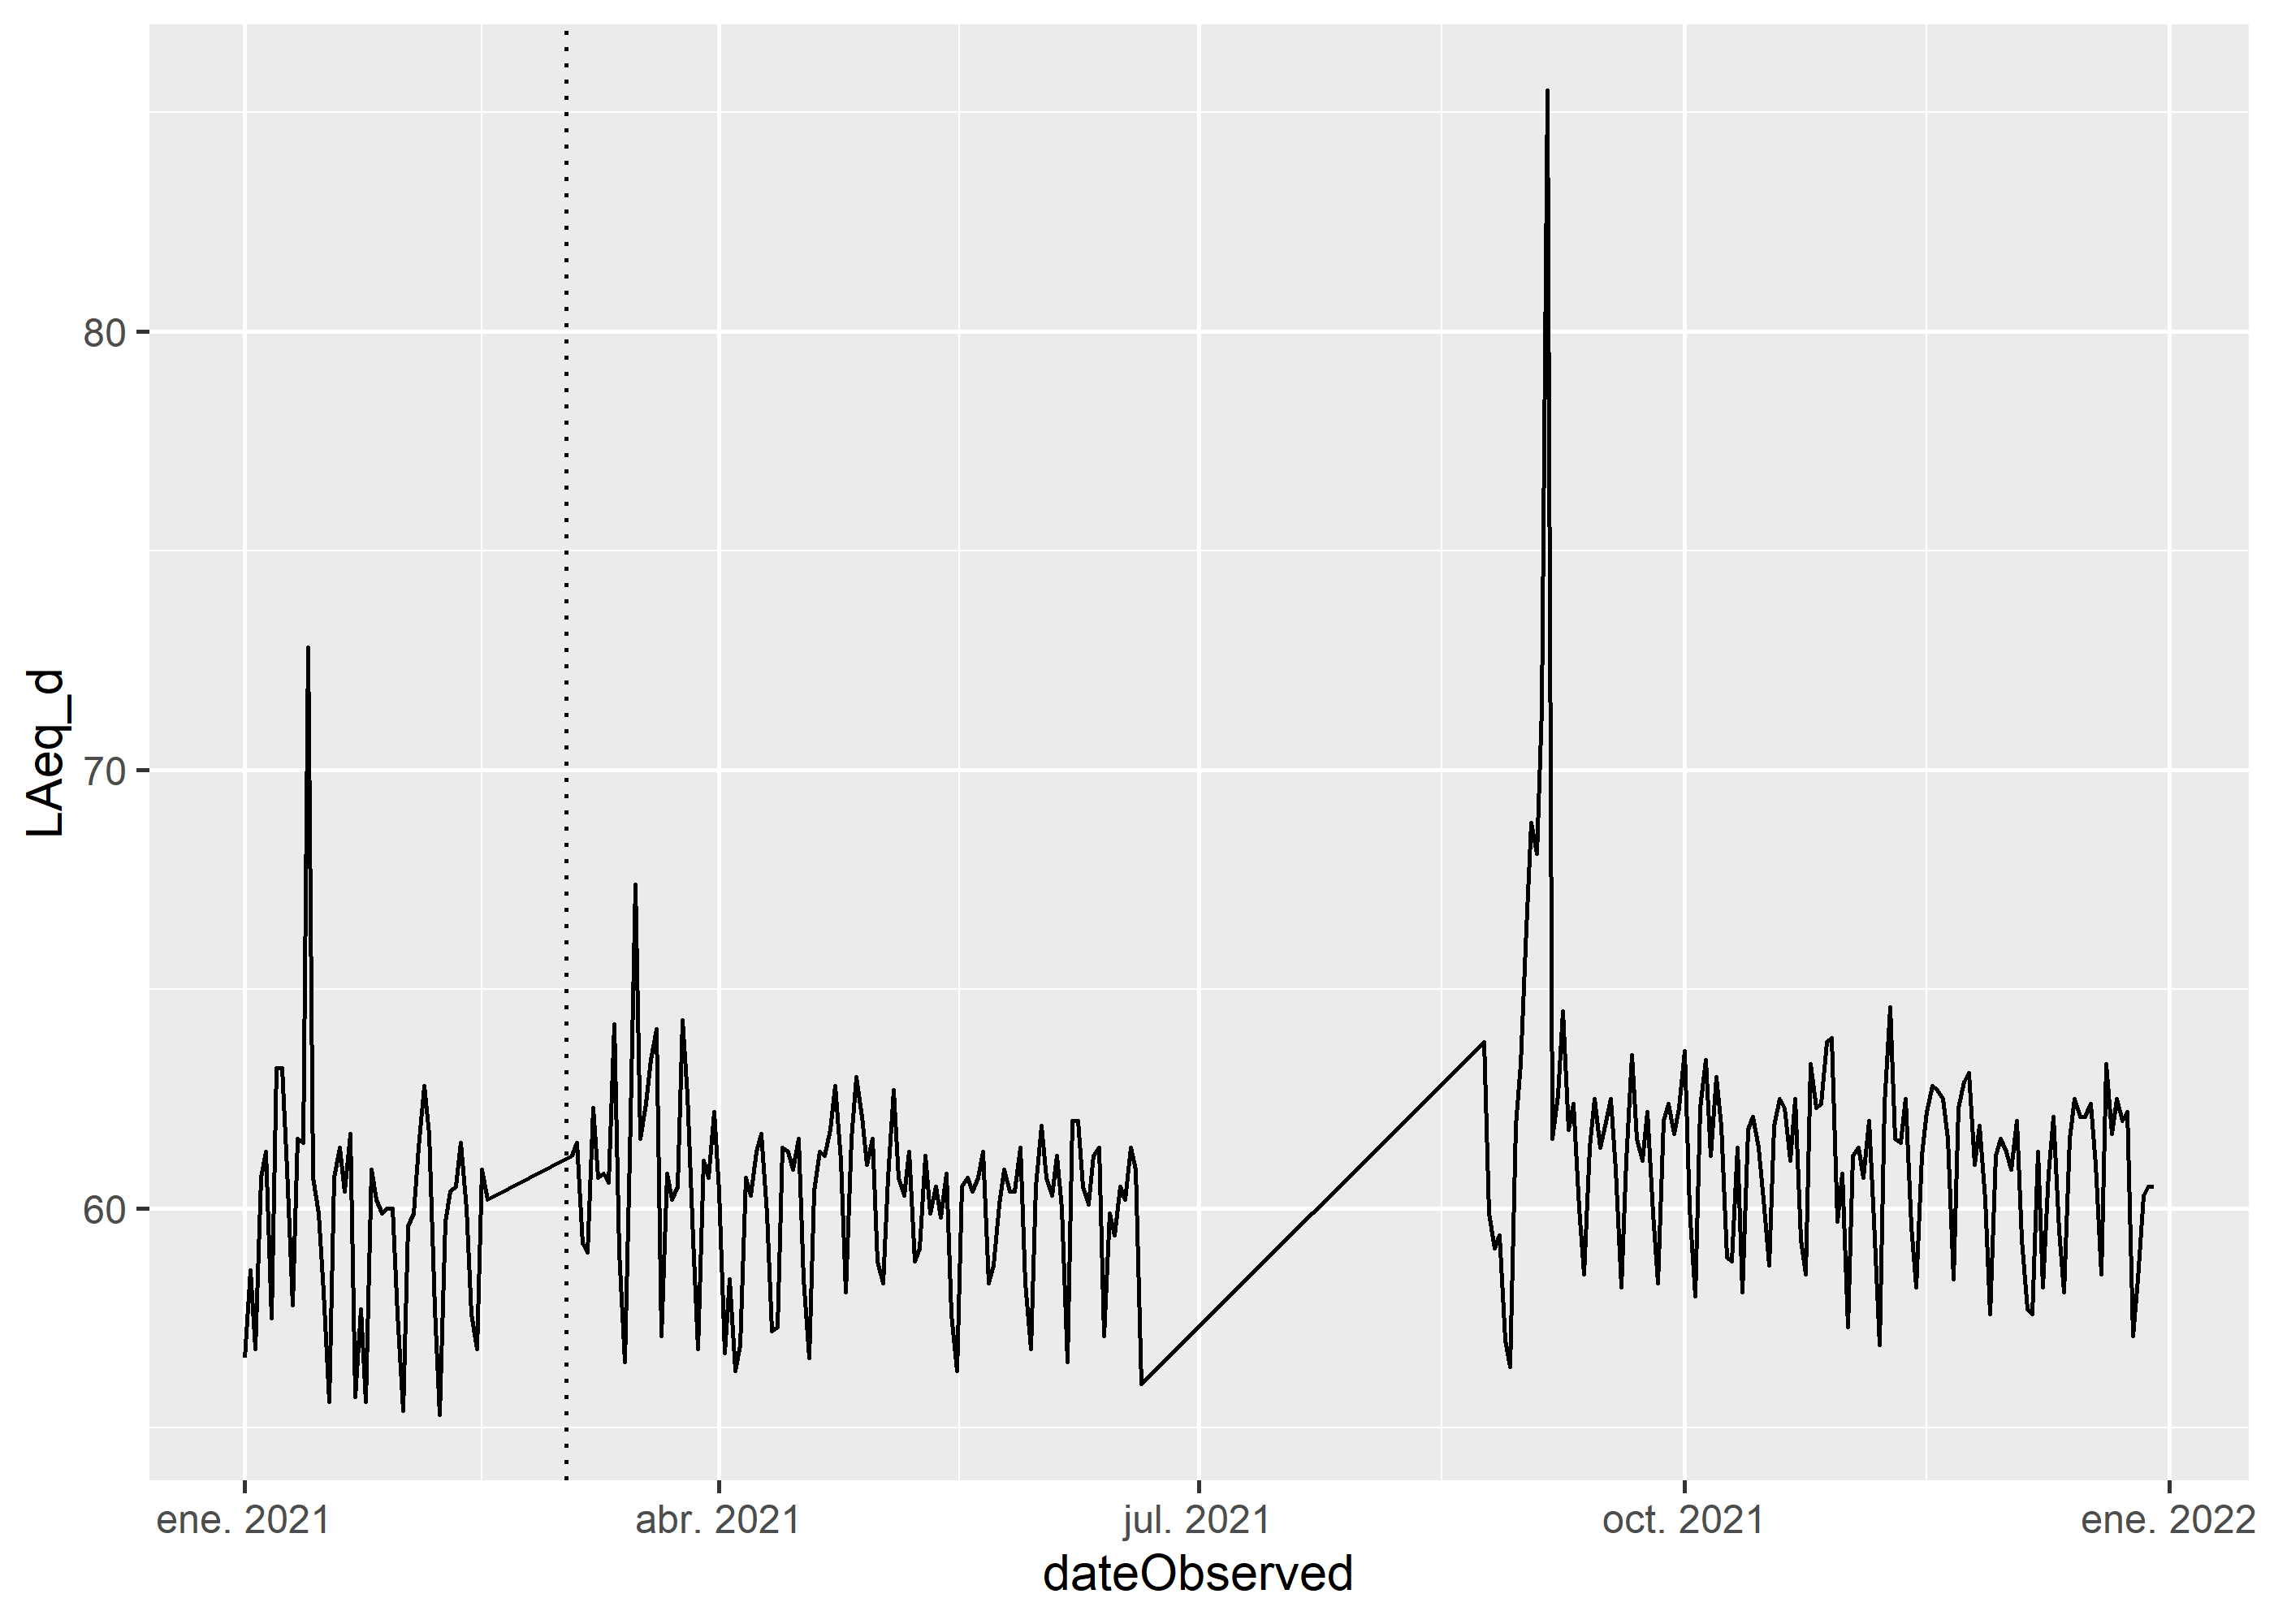 LAeq_d
80
70
60
ene. 2021
abr. 2021
jul. 2021
oct. 2021
ene. 2022
dateObserved